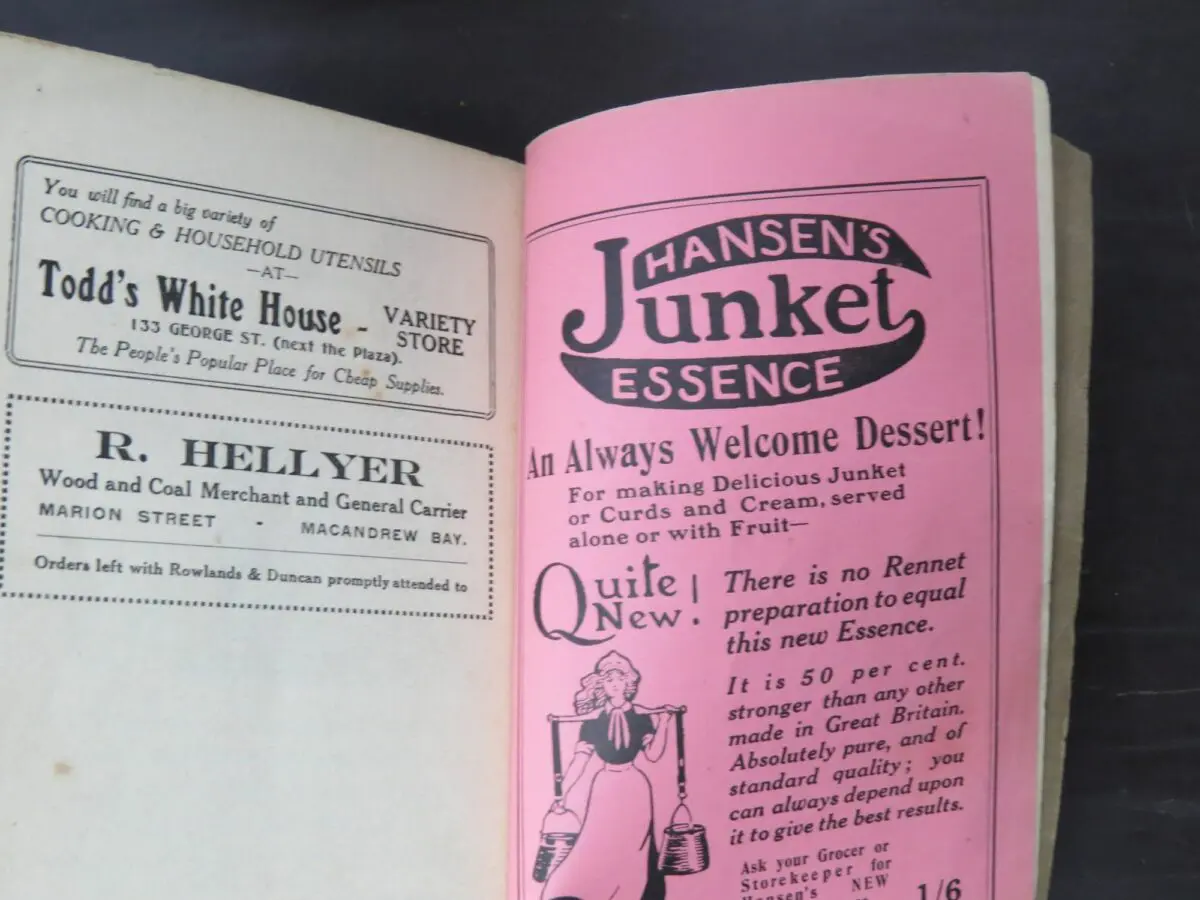 You will find a big variety of
COOKING & HOUSEHOLD UTENSILS
—AT—
Todd's White House - VARIETY STORE
133 GEORGE ST. (next the Plaza).
The People's Popular Place for Cheap Supplies.
R. HELLYER
Wood and Coal Merchant and General Carrier
MARION STREET - MACANDREW BAY.
Orders left with Rowlands & Duncan promptly attended to
HANSEN'S
Junket
ESSENCE
An Always Welcome Dessert!
For making Delicious Junket
or Curds and Cream, served
alone or with Fruit—
Quite
New!
There is no Rennet
preparation to equal
this new Essence.
It is 50 per cent.
stronger than any other
made in Great Britain.
Absolutely pure, and of
standard quality; you
can always depend upon
it to give the best results.
Ask your Grocer or
Storekeeper for
Hansen's NEW
1/6